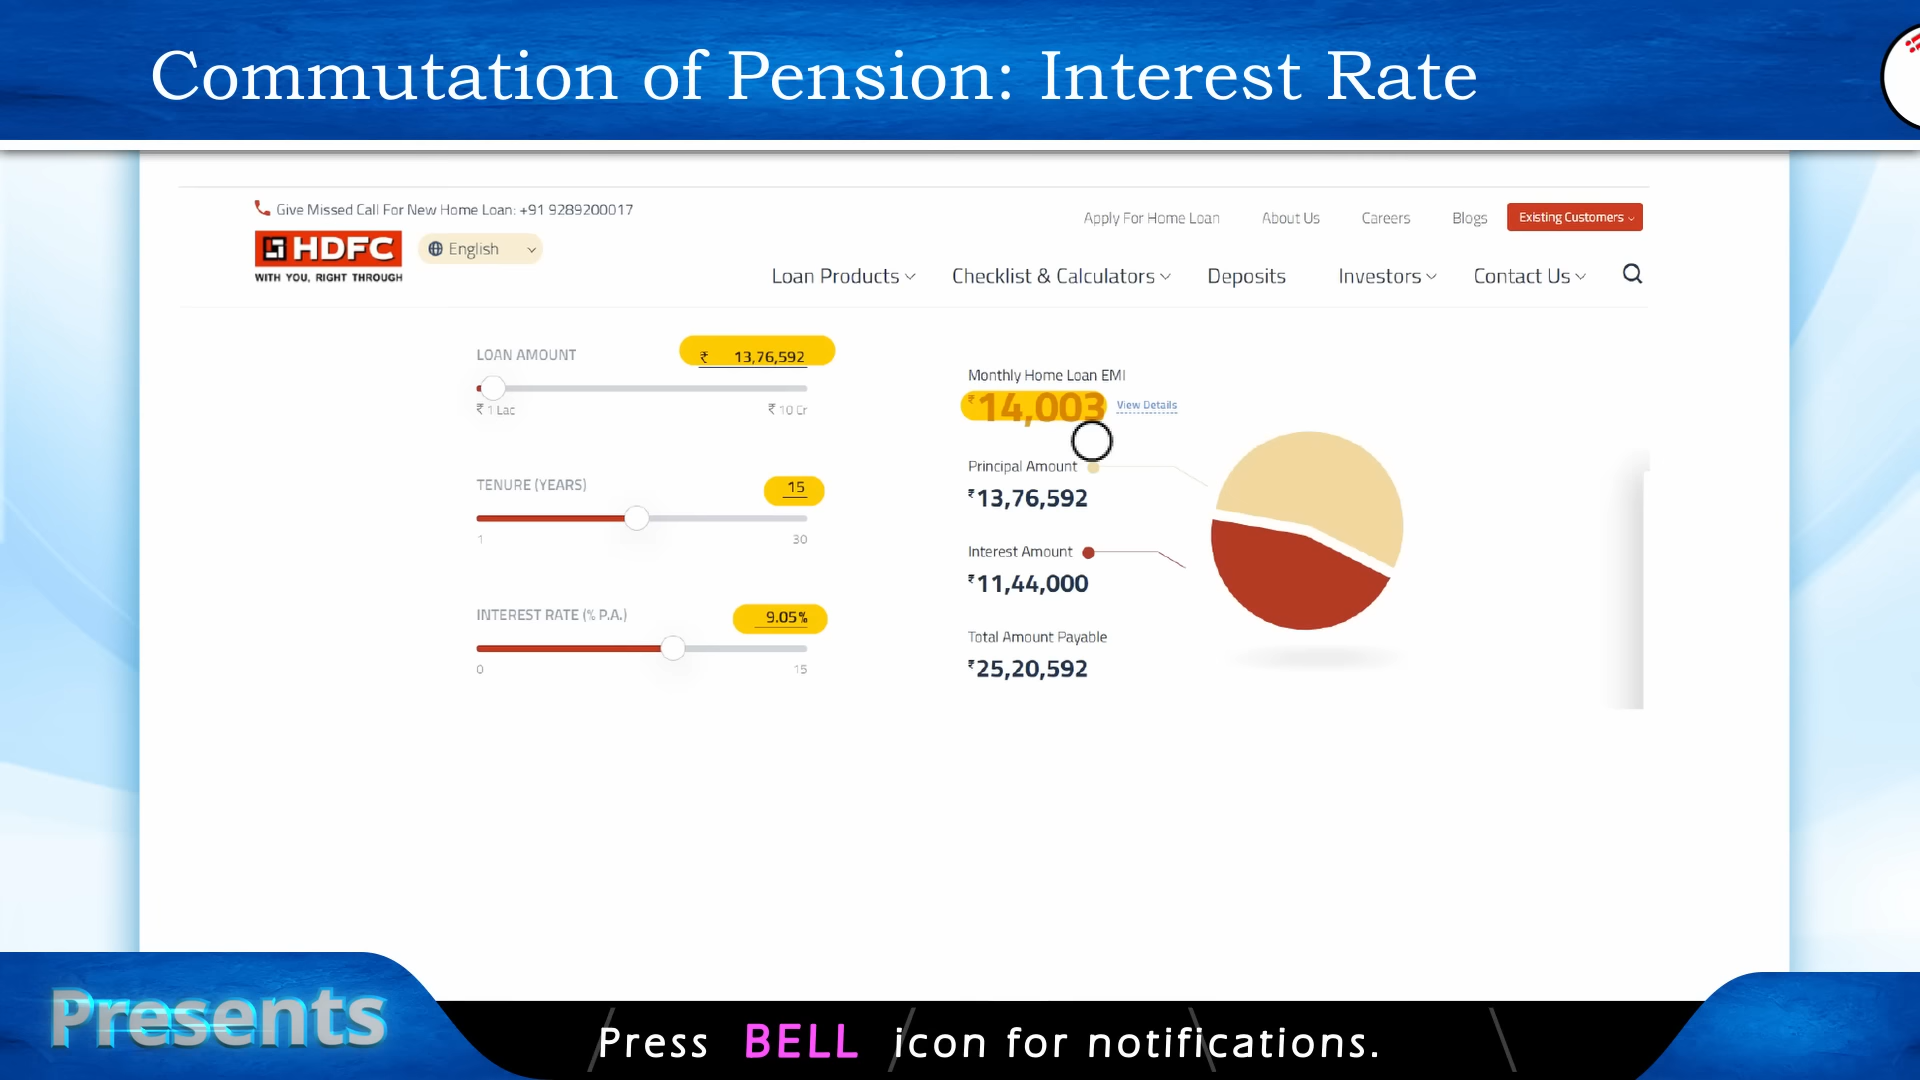 Commutation of Pension: Interest Rate
Give Missed Call For New Home Loan: +91 9289200017
Apply For Home Loan About Us Careers Blogs Existing Customers
HDFC
WITH YOU, RIGHT THROUGH
English
Loan Products Checklist & Calculators Deposits Investors Contact Us
LOAN AMOUNT ₹ 13,76,592
₹ 1 Lac ₹ 10 Cr
TENURE (YEARS) 15
1 30
INTEREST RATE (% P.A.) 9.05%
0 15
Monthly Home Loan EMI
₹14,003 View Details
Principal Amount
₹13,76,592
Interest Amount
₹11,44,000
Total Amount Payable
₹25,20,592
Presents
Press BELL icon for notifications.